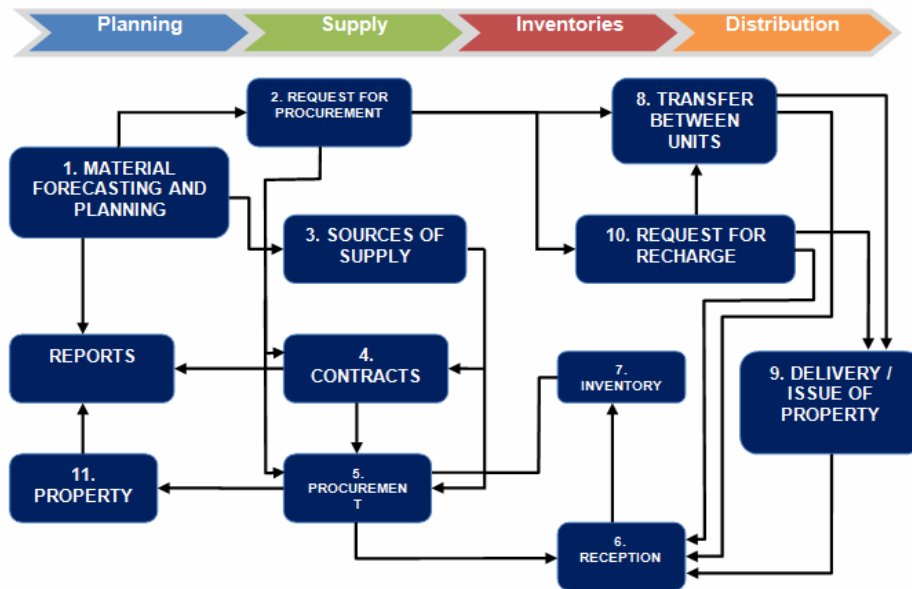 Planning
Supply
Inventories
Distribution
2. REQUEST FOR
PROCUREMENT
8. TRANSFER
BETWEEN
UNITS
1. MATERIAL
FORECASTING AND
PLANNING
3. SOURCES OF
SUPPLY
10. REQUEST FOR
RECHARGE
REPORTS
4.
CONTRACTS
7.
INVENTORY
9. DELIVERY /
ISSUE OF
PROPERTY
11.
PROPERTY
5.
PROCUREMEN
T
6.
RECEPTION